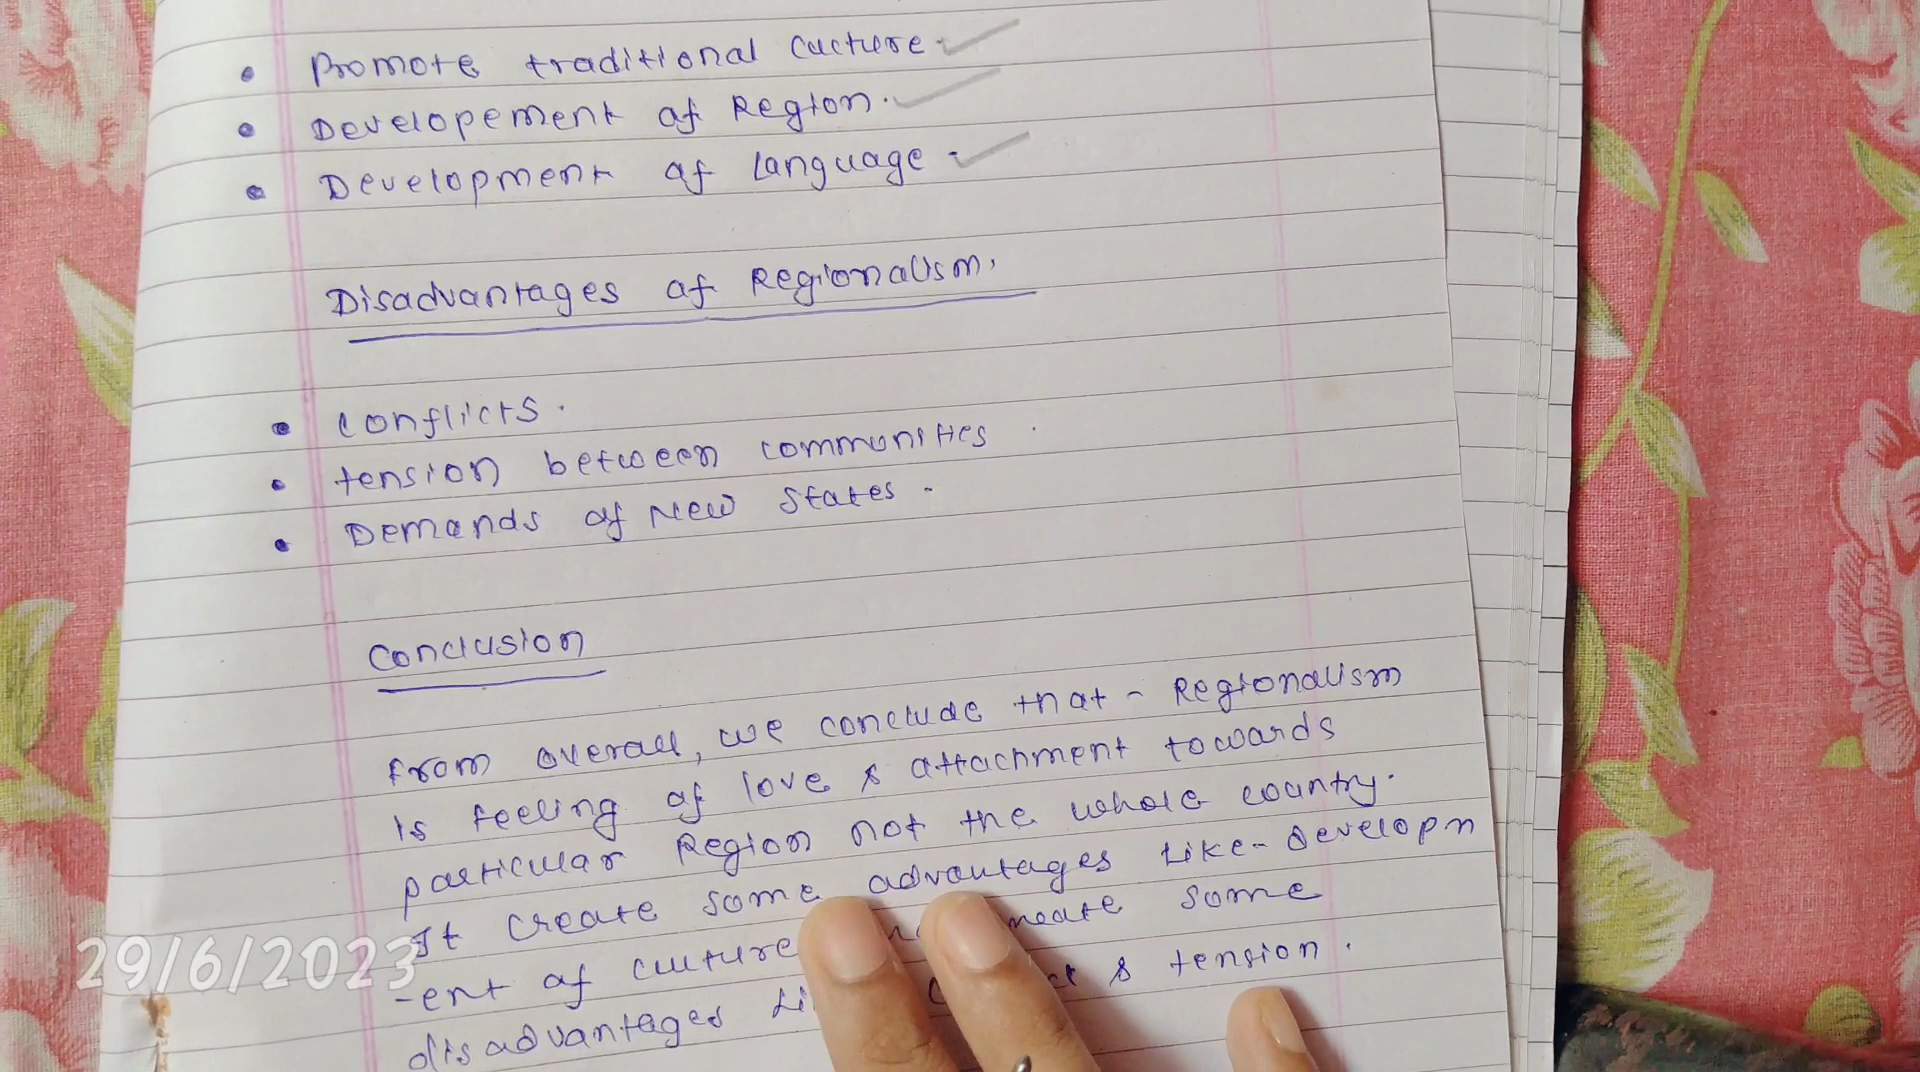 • Promote traditional culture.
• Developement of Region.
• Development of Language.
Disadvantages of Regionalism.
• Conflicts.
• tension between communities.
• Demands of New States.
Conclusion
From overall, we conclude that - Regionalism
is feeling of love & attachment towards
particular Region not the whole country.
It create some advantages like- developm
-ent of culture create some
disadvantages & tension.
29/6/2023